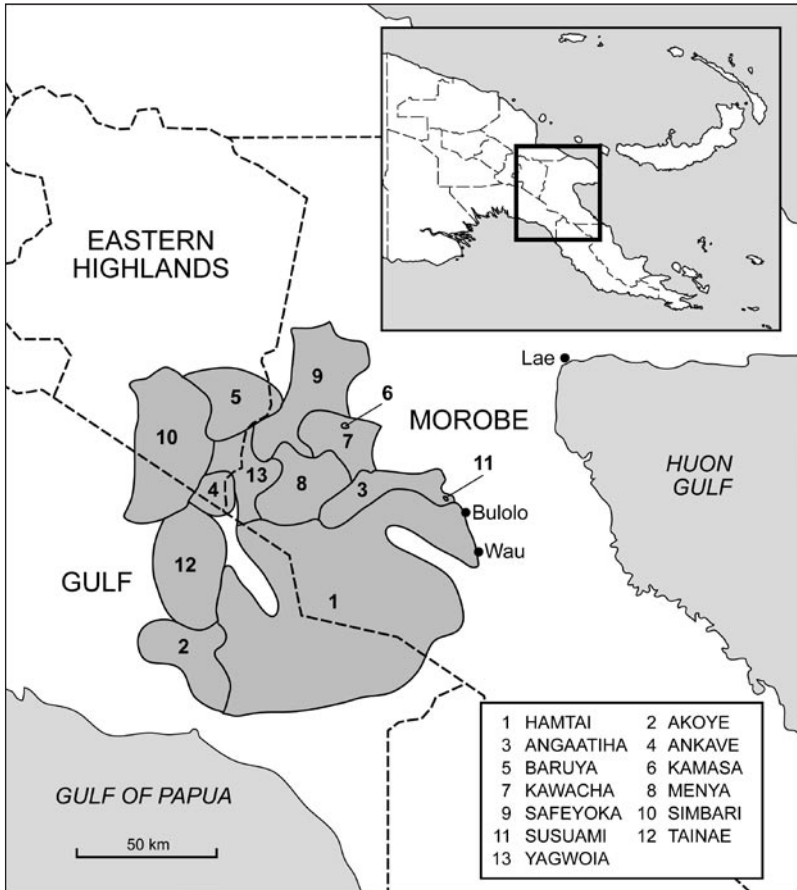 EASTERN
HIGHLANDS
9
5
6
Lae
MOROBE
10
7
11
13
8
3
HUON
GULF
4
Bulolo
Wau
12
GULF
1
2
1 HAMTAI 2 AKOYE
3 ANGAATIHA 4 ANKAVE
5 BARUYA 6 KAMASA
7 KAWACHA 8 MENYA
9 SAFEYOKA 10 SIMBARI
11 SUSUAMI 12 TAINAE
13 YAGWOIA
GULF OF PAPUA
50 km